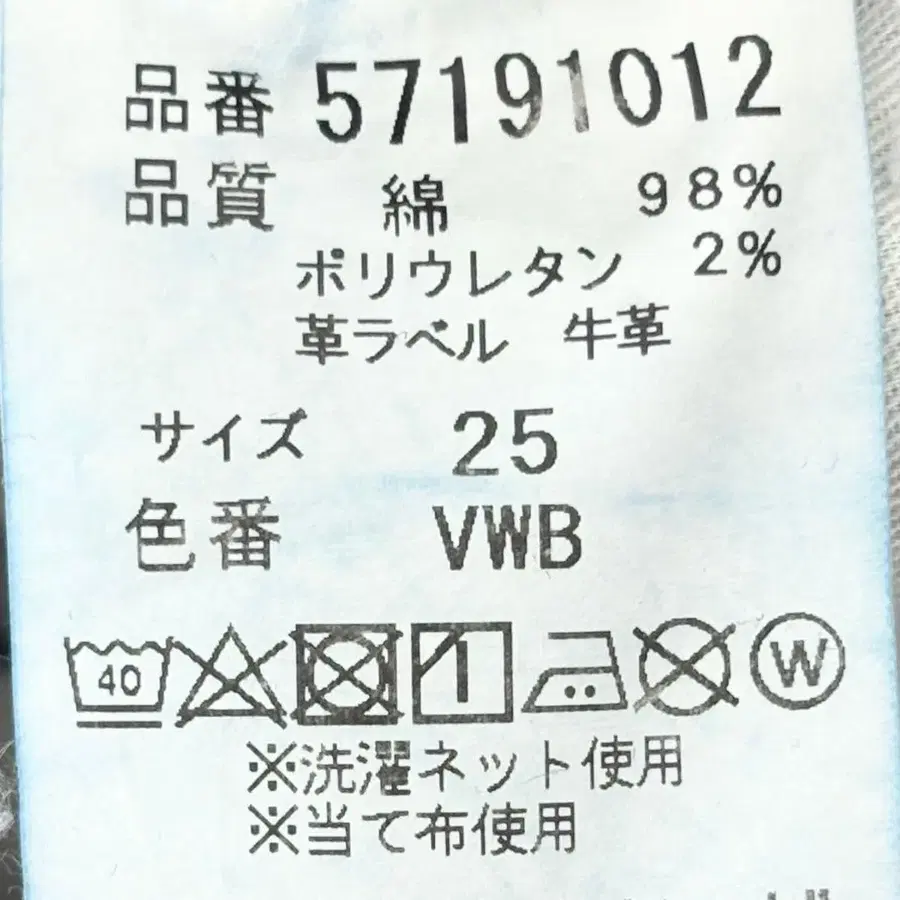 品番 57191012
品質 綿 98%
ポリウレタン 2%
革ラベル 牛革
サイズ 25
色番 VWB
40 W
※洗濯ネット使用
※当て布使用